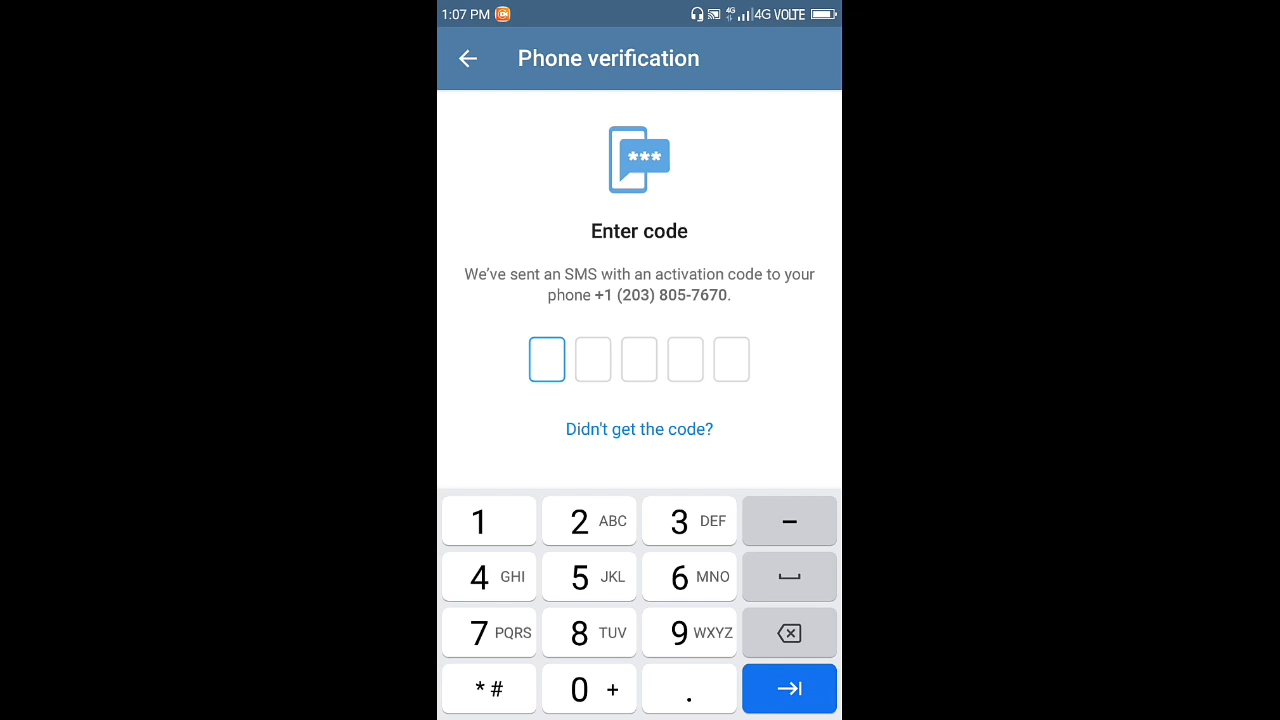 1:07 PM 4G 4G VOLTE
Phone verification
***
Enter code
We've sent an SMS with an activation code to your
phone +1 (203) 805-7670.
Didn't get the code?
1 2 ABC 3 DEF –
4 GHI 5 JKL 6 MNO
7 PQRS 8 TUV 9 WXYZ
* # 0 + .